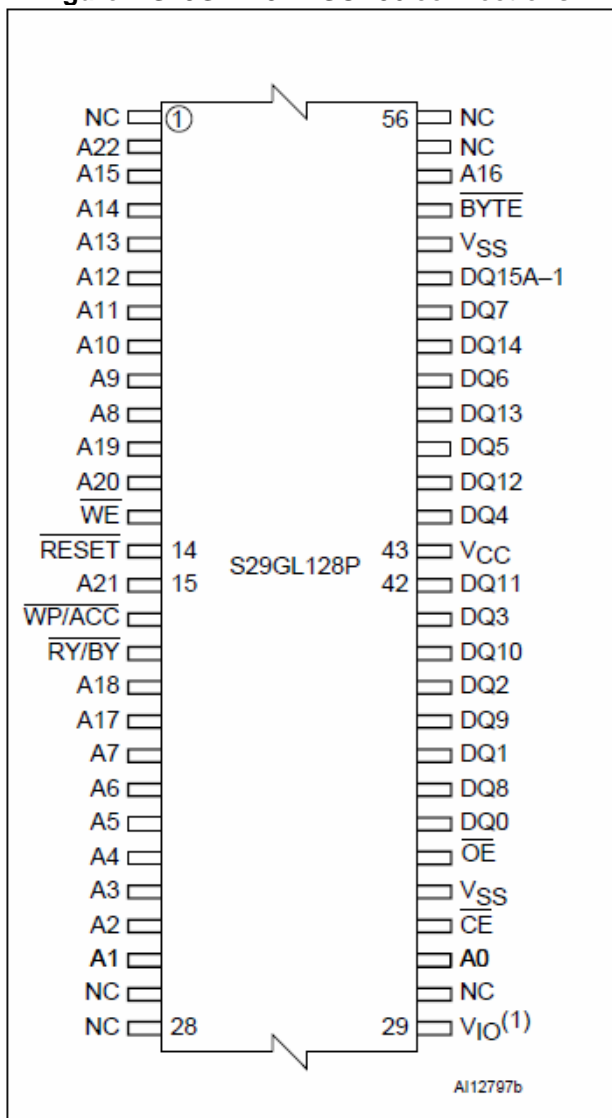 NC 1 56 NC
A22 NC
A15 A16
A14 BYTE
A13 VSS
A12 DQ15A–1
A11 DQ7
A10 DQ14
A9 DQ6
A8 DQ13
A19 DQ5
A20 DQ12
WE DQ4
RESET 14 43 VCC
S29GL128P
A21 15 42 DQ11
WP/ACC DQ3
RY/BY DQ10
A18 DQ2
A17 DQ9
A7 DQ1
A6 DQ8
A5 DQ0
A4 OE
A3 VSS
A2 CE
A1 A0
NC NC
NC 28 29 VIO(1)
AI12797b